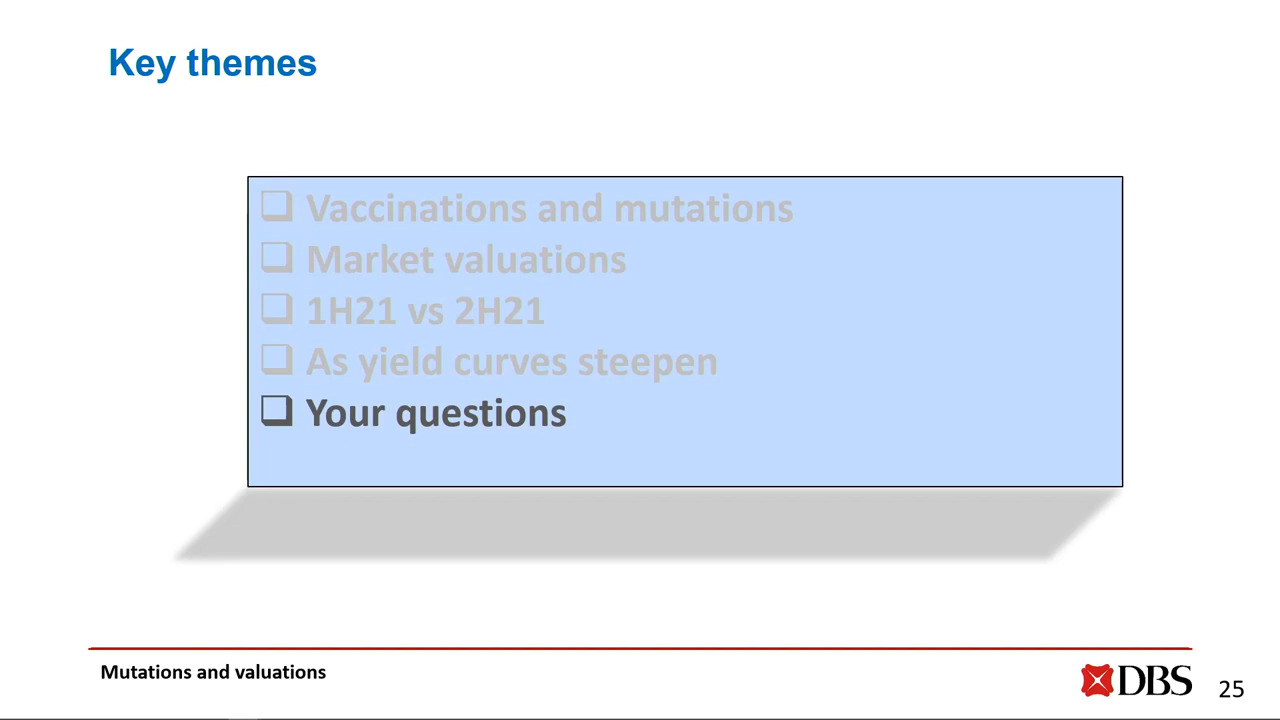 Key themes
❑ Vaccinations and mutations
❑ Market valuations
❑ 1H21 vs 2H21
❑ As yield curves steepen
❑ Your questions
Mutations and valuations
DBS
25